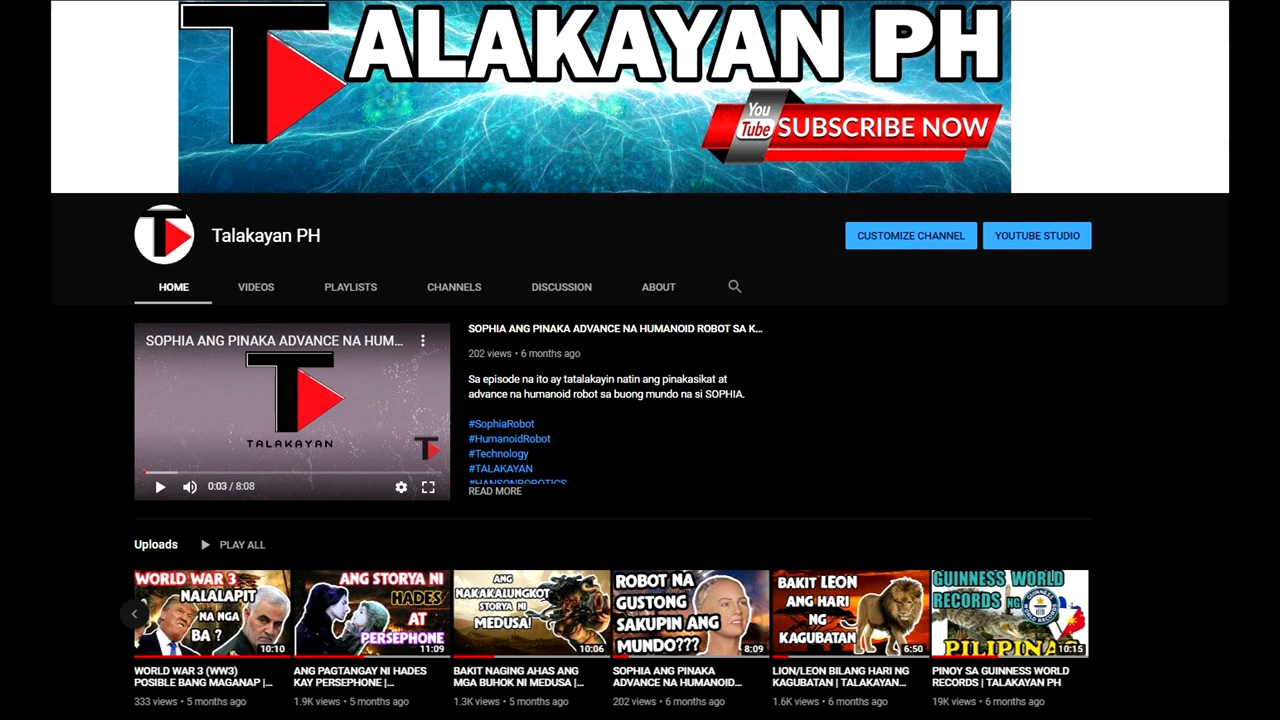 TALAKAYAN PH
You
Tube
SUBSCRIBE NOW
Talakayan PH
CUSTOMIZE CHANNEL
YOUTUBE STUDIO
HOME VIDEOS PLAYLISTS CHANNELS DISCUSSION ABOUT
SOPHIA ANG PINAKA ADVANCE NA HUM...
TALAKAYAN
0:03 / 8:08
SOPHIA ANG PINAKA ADVANCE NA HUMANOID ROBOT SA K...
202 views • 6 months ago
Sa episode na ito ay tatalakayin natin ang pinakasikat at
advance na humanoid robot sa buong mundo na si SOPHIA.
#SophiaRobot
#HumanoidRobot
#Technology
#TALAKAYAN
#HANSONROBOTICS
READ MORE
Uploads PLAY ALL
WORLD WAR 3
NALALAPIT
NA NGA
BA ?
10:10
WORLD WAR 3 (WW3)
POSIBLE BANG MAGANAP |...
333 views • 5 months ago
ANG STORYA NI
HADES
AT
PERSEPHONE
11:09
ANG PAGTANGAY NI HADES
KAY PERSEPHONE |...
1.9K views • 5 months ago
ANG
NAKAKALUNGKOT
STORYA NI
MEDUSA!
10:06
BAKIT NAGING AHAS ANG
MGA BUHOK NI MEDUSA |...
1.3K views • 5 months ago
ROBOT NA
GUSTONG
SAKUPIN ANG
MUNDO???
8:09
SOPHIA ANG PINAKA
ADVANCE NA HUMANOID...
202 views • 6 months ago
BAKIT LEON
ANG HARI
NG
KAGUBATAN
6:50
LION/LEON BILANG HARI NG
KAGUBATAN | TALAKAYAN...
1.6K views • 6 months ago
GUINNESS WORLD
RECORDS NG
PILIPINA
10:15
PINOY SA GUINNESS WORLD
RECORDS | TALAKAYAN PH
19K views • 6 months ago